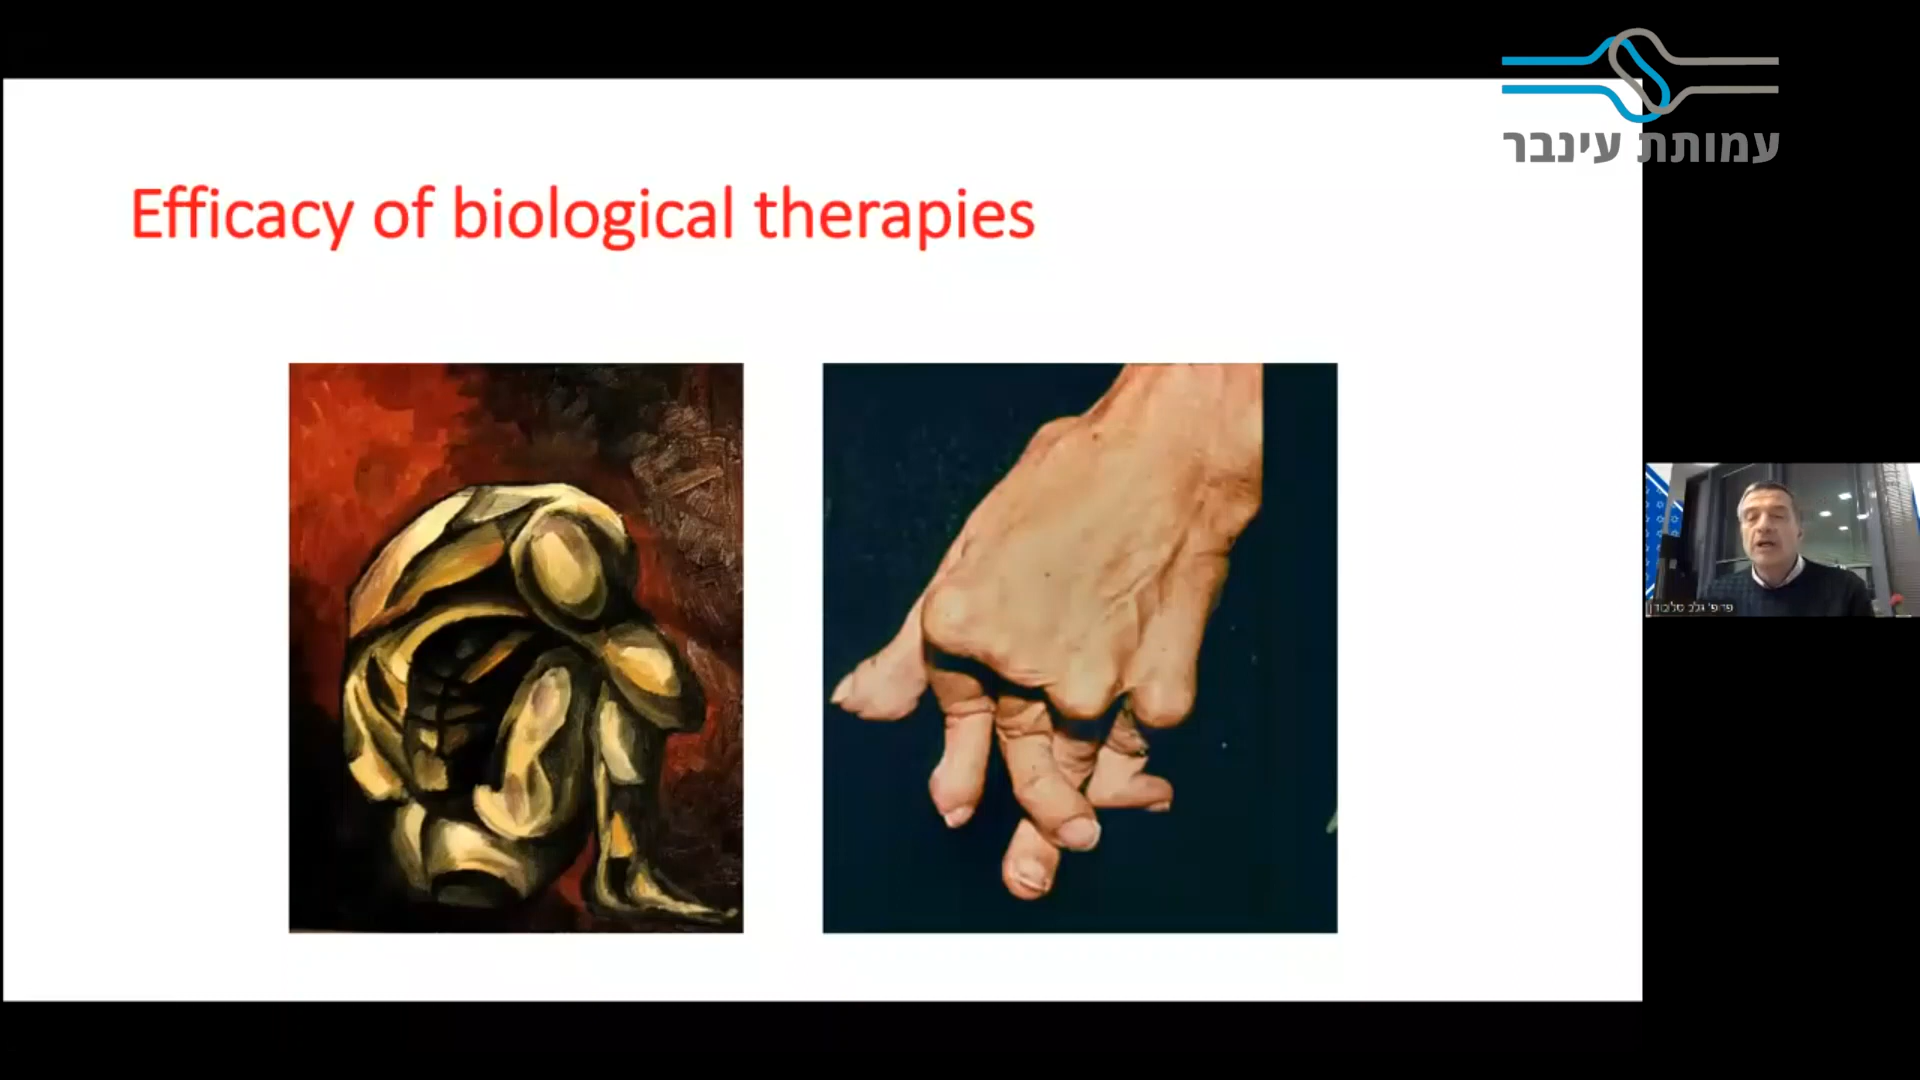 עמותת עינבר
Efficacy of biological therapies
פרופ' גלב סלובודין